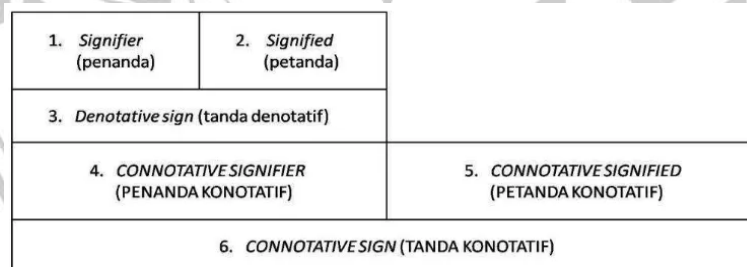 1. Signifier
(penanda)
2. Signified
(petanda)
3. Denotative sign (tanda denotatif)
4. CONNOTATIVE SIGNIFIER
(PENANDA KONOTATIF)
5. CONNOTATIVE SIGNIFIED
(PETANDA KONOTATIF)
6. CONNOTATIVE SIGN (TANDA KONOTATIF)